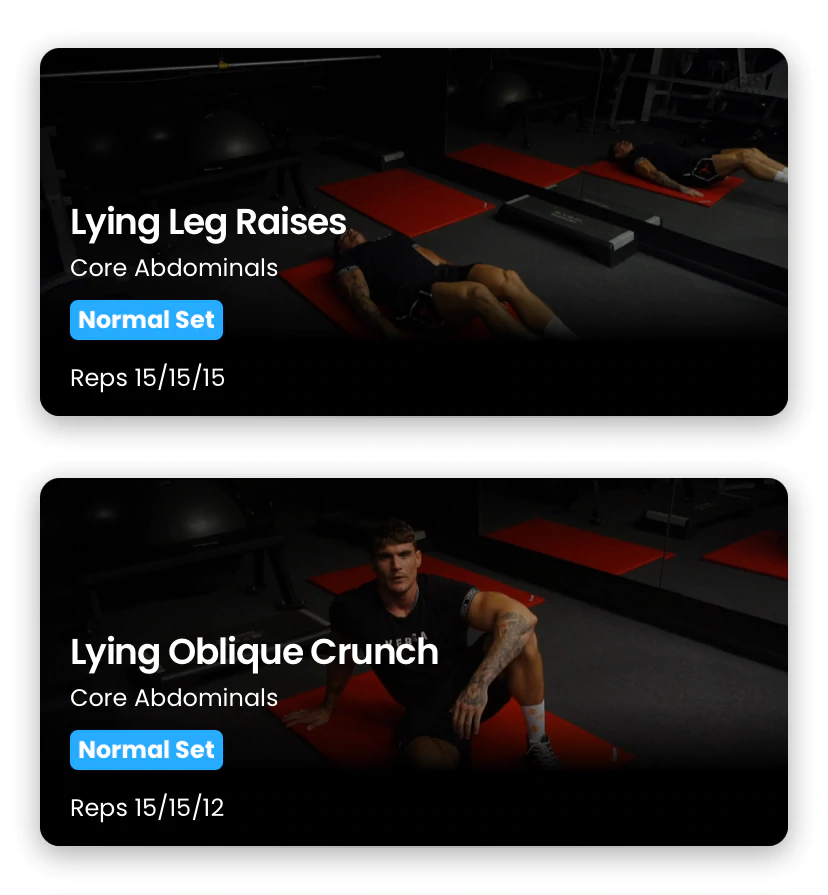 Lying Leg Raises
Core Abdominals
Normal Set
Reps 15/15/15
Lying Oblique Crunch
Core Abdominals
Normal Set
Reps 15/15/12